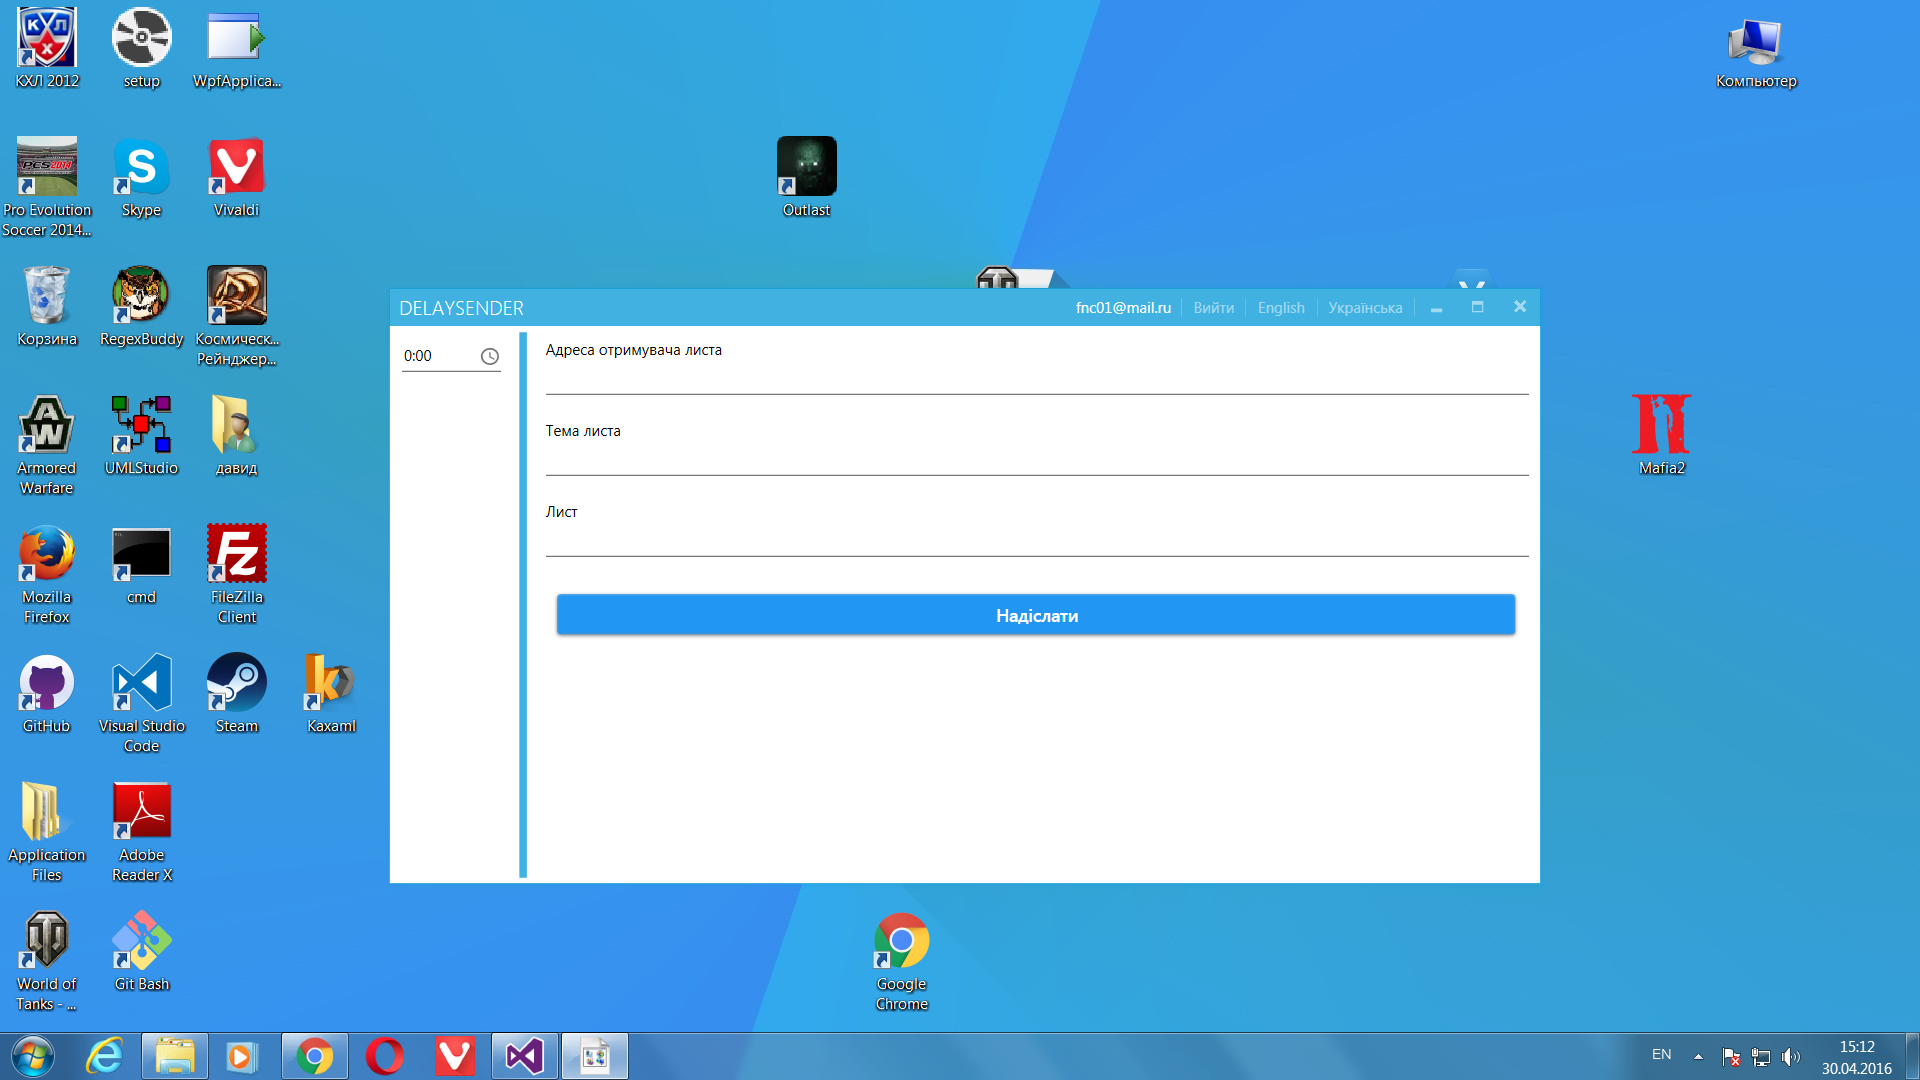 КХЛ 2012
setup
WpfApplica...
Компьютер
Pro Evolution
Soccer 2014...
Skype
Vivaldi
Outlast
Корзина
RegexBuddy
Космическ...
Рейнджер...
DELAYSENDER
fnc01@mail.ru
Вийти
English
Українська
0:00
Адреса отримувача листа
Тема листа
Лист
Надіслати
Armored
Warfare
UMLStudio
давид
Mafia2
Mozilla
Firefox
cmd
FileZilla
Client
GitHub
Visual Studio
Code
Steam
Kaxaml
Application
Files
Adobe
Reader X
World of
Tanks - ...
Git Bash
Google
Chrome
EN
15:12
30.04.2016